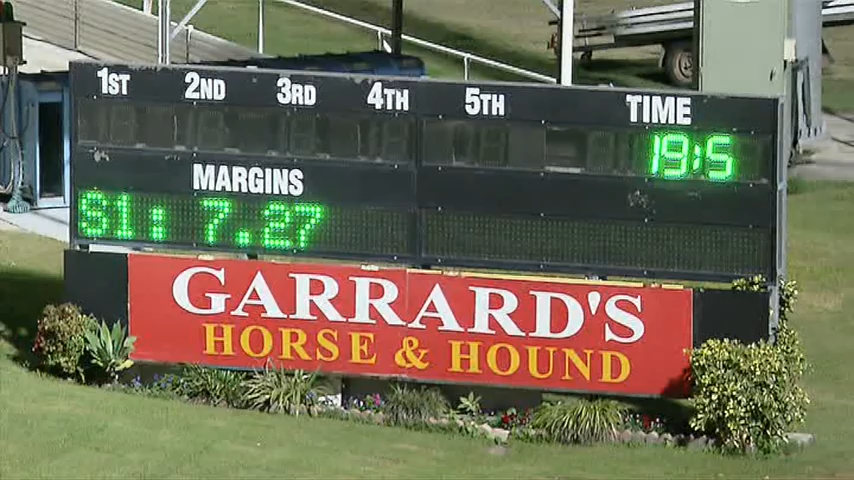 1ST 2ND 3RD 4TH 5TH TIME
19:5
MARGINS
S1: 7.27
GARRARD'S
HORSE & HOUND